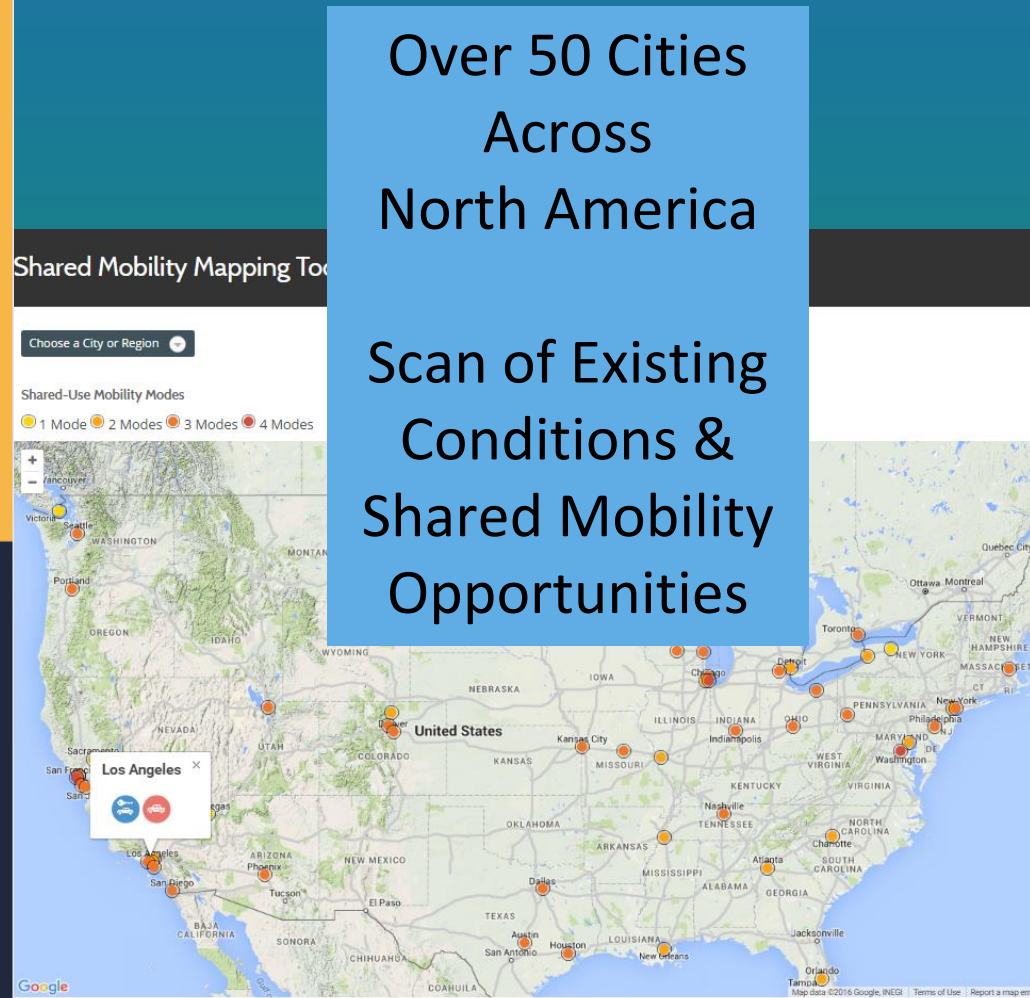 Over 50 Cities
Across
North America
Scan of Existing
Conditions &
Shared Mobility
Opportunities
Shared Mobility Mapping
Choose a City or Region
Shared-Use Mobility Modes
1 Mode 2 Modes 3 Modes 4 Modes
+
−
Vancouver
Victoria
Seattle
WASHINGTON
Portland
OREGON
IDAHO
WYOMING
NEBRASKA
IOWA
Chicago
Detroit
Toronto
Ottawa Montreal
Quebec City
VERMONT
NEW
HAMPSHIRE
NEW YORK
CT
RI
New York
PENNSYLVANIA
Philadelphia
NJ
MARYLAND
DE
Washington
OHIO
INDIANA
Indianapolis
ILLINOIS
WEST
VIRGINIA
VIRGINIA
KENTUCKY
United States
Kansas City
KANSAS
MISSOURI
COLORADO
Denver
UTAH
NEVADA
Sacramento
Los Angeles ×
Los Angeles
San Diego
ARIZONA
Phoenix
Tucson
NEW MEXICO
El Paso
OKLAHOMA
ARKANSAS
Nashville
TENNESSEE
NORTH
CAROLINA
Charlotte
SOUTH
CAROLINA
Atlanta
MISSISSIPPI
ALABAMA
GEORGIA
Dallas
TEXAS
Austin
San Antonio
Houston
LOUISIANA
New Orleans
Jacksonville
Orlando
Tampa
BAJA
CALIFORNIA
SONORA
CHIHUAHUA
COAHUILA
Google
Map data ©2016 Google, INEGI Terms of Use Report a map